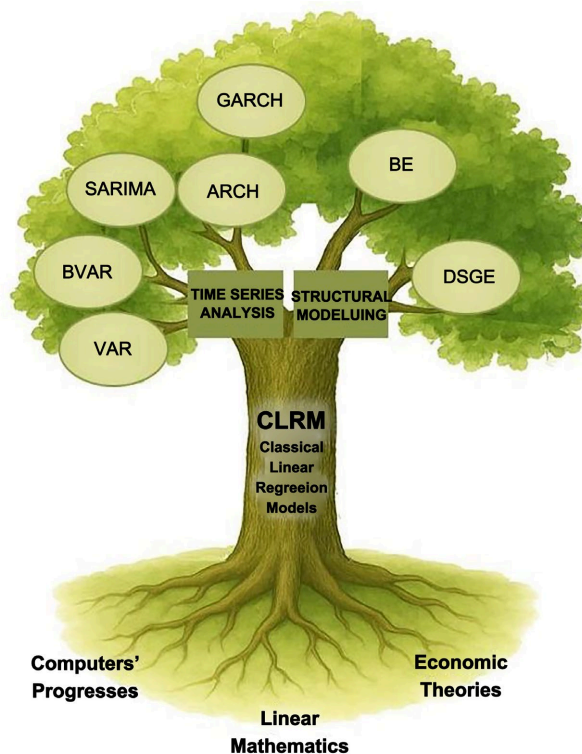 GARCH
BE
SARIMA
ARCH
BVAR
DSGE
TIME SERIES
ANALYSIS
STRUCTURAL
MODELUING
VAR
CLRM
Classical
Linear
Regreeion
Models
Computers’
Progresses
Economic
Theories
Linear
Mathematics